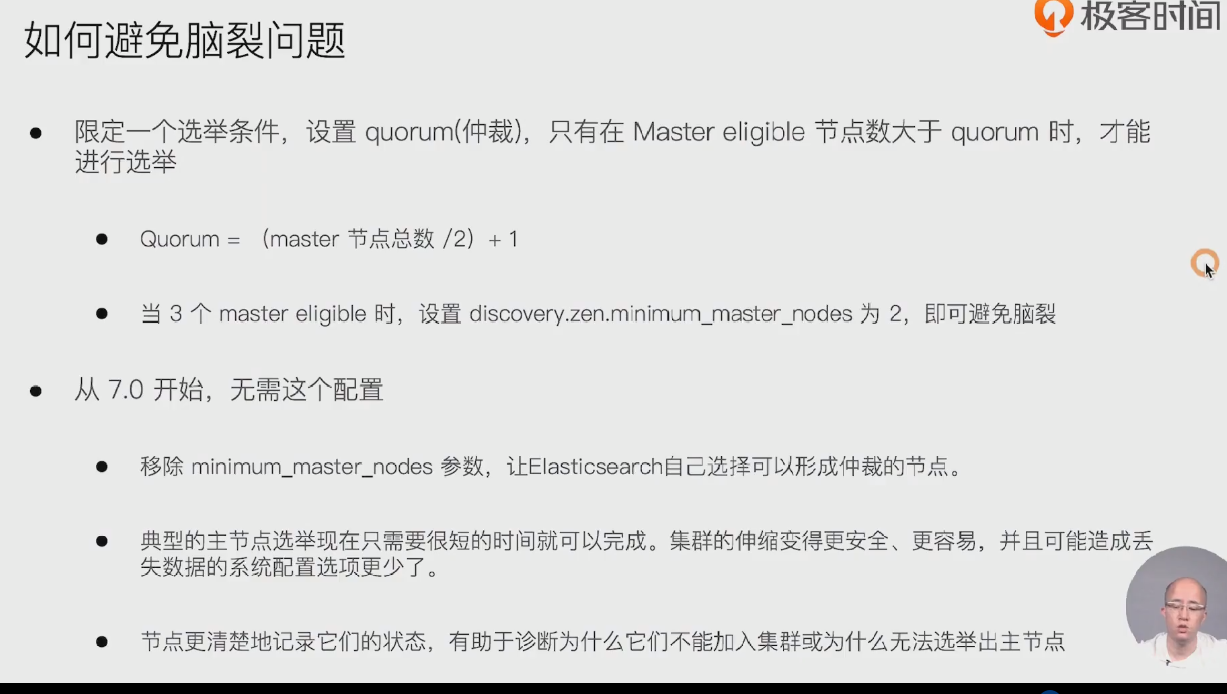 如何避免脑裂问题
极客时间
● 限定一个选举条件，设置 quorum(仲裁)，只有在 Master eligible 节点数大于 quorum 时，才能
进行选举
● Quorum = （master 节点总数 /2）+ 1
● 当 3 个 master eligible 时，设置 discovery.zen.minimum_master_nodes 为 2，即可避免脑裂
● 从 7.0 开始，无需这个配置
● 移除 minimum_master_nodes 参数，让Elasticsearch自己选择可以形成仲裁的节点。
● 典型的主节点选举现在只需要很短的时间就可以完成。集群的伸缩变得更安全、更容易，并且可能造成丢
失数据的系统配置选项更少了。
● 节点更清楚地记录它们的状态，有助于诊断为什么它们不能加入集群或为什么无法选举出主节点